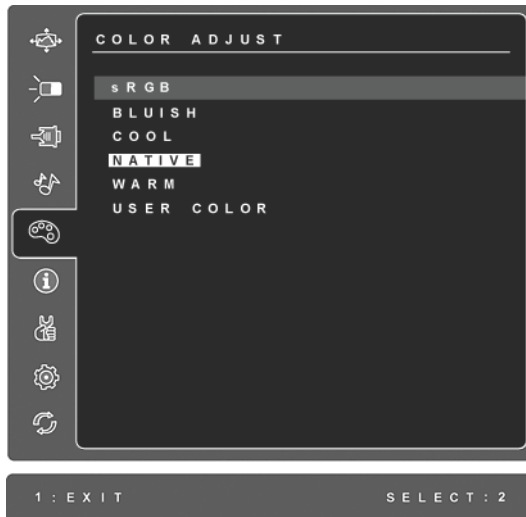 COLOR ADJUST
sRGB
BLUISH
COOL
NATIVE
WARM
USER COLOR
1:EXIT SELECT:2